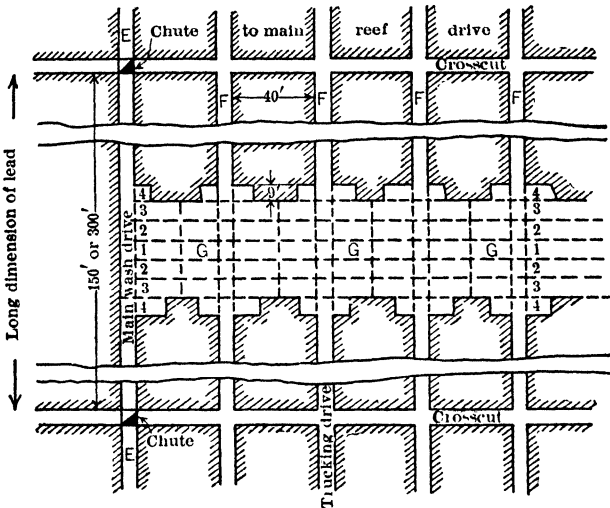 E
Chute to main reef drive
Crosscut
F 40' F F F
Long dimension of lead
150' or 300'
Main wash drive
9'
4 4
3 3
2 2
1 G G G 1
2 2
3 3
4 4
Crosscut
Chute
E
Trucking drive